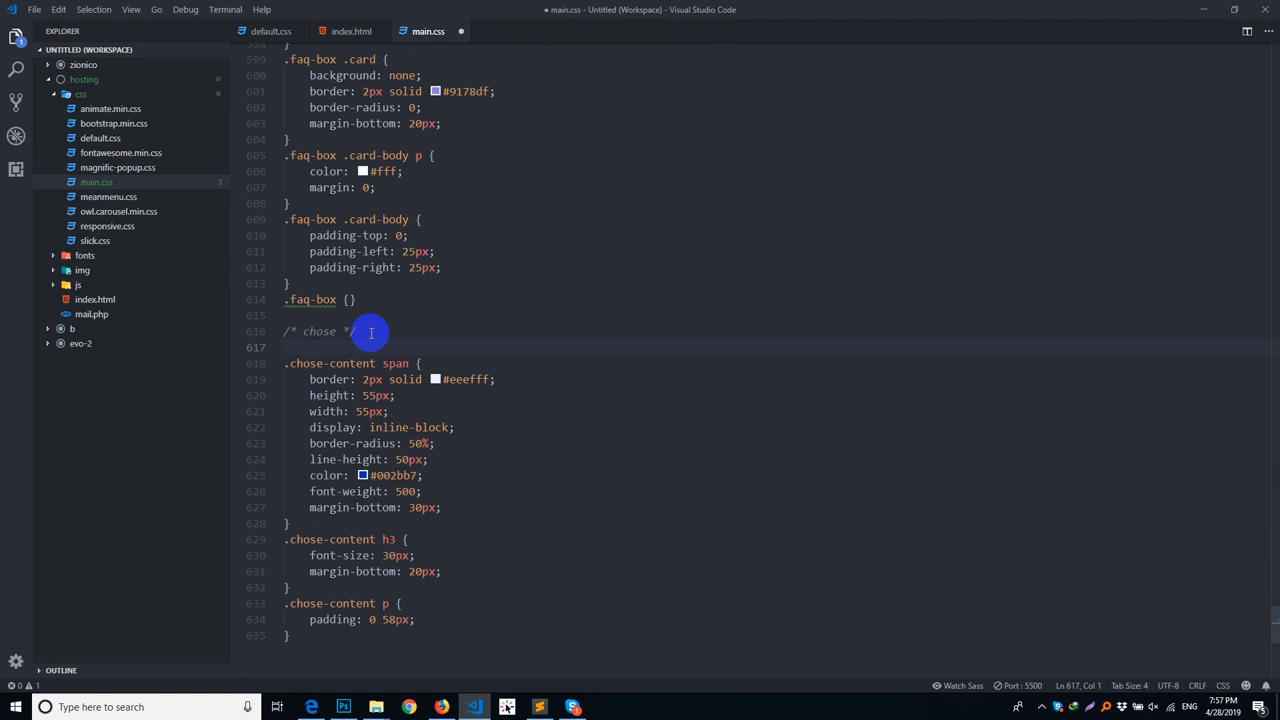 File Edit Selection View Go Debug Terminal Help
● main.css - Untitled (Workspace) - Visual Studio Code
EXPLORER
default.css
index.html
main.css
UNTITLED (WORKSPACE)
zionico
hosting
css
animate.min.css
bootstrap.min.css
default.css
fontawesome.min.css
magnific-popup.css
main.css 1
meanmenu.css
owl.carousel.min.css
responsive.css
slick.css
fonts
img
js
index.html
mail.php
b
evo-2
OUTLINE
598 }
599 .faq-box .card {
600 background: none;
601 border: 2px solid #9178df;
602 border-radius: 0;
603 margin-bottom: 20px;
604 }
605 .faq-box .card-body p {
606 color: #fff;
607 margin: 0;
608 }
609 .faq-box .card-body {
610 padding-top: 0;
611 padding-left: 25px;
612 padding-right: 25px;
613 }
614 .faq-box {}
615
616 /* chose */
617
618 .chose-content span {
619 border: 2px solid #eeefff;
620 height: 55px;
621 width: 55px;
622 display: inline-block;
623 border-radius: 50%;
624 line-height: 50px;
625 color: #002bb7;
626 font-weight: 500;
627 margin-bottom: 30px;
628 }
629 .chose-content h3 {
630 font-size: 30px;
631 margin-bottom: 20px;
632 }
633 .chose-content p {
634 padding: 0 58px;
635 }
0 1
Watch Sass Port : 5500 Ln 617, Col 1 Tab Size: 4 UTF-8 CRLF CSS
Type here to search
ENG
7:57 PM
4/28/2019